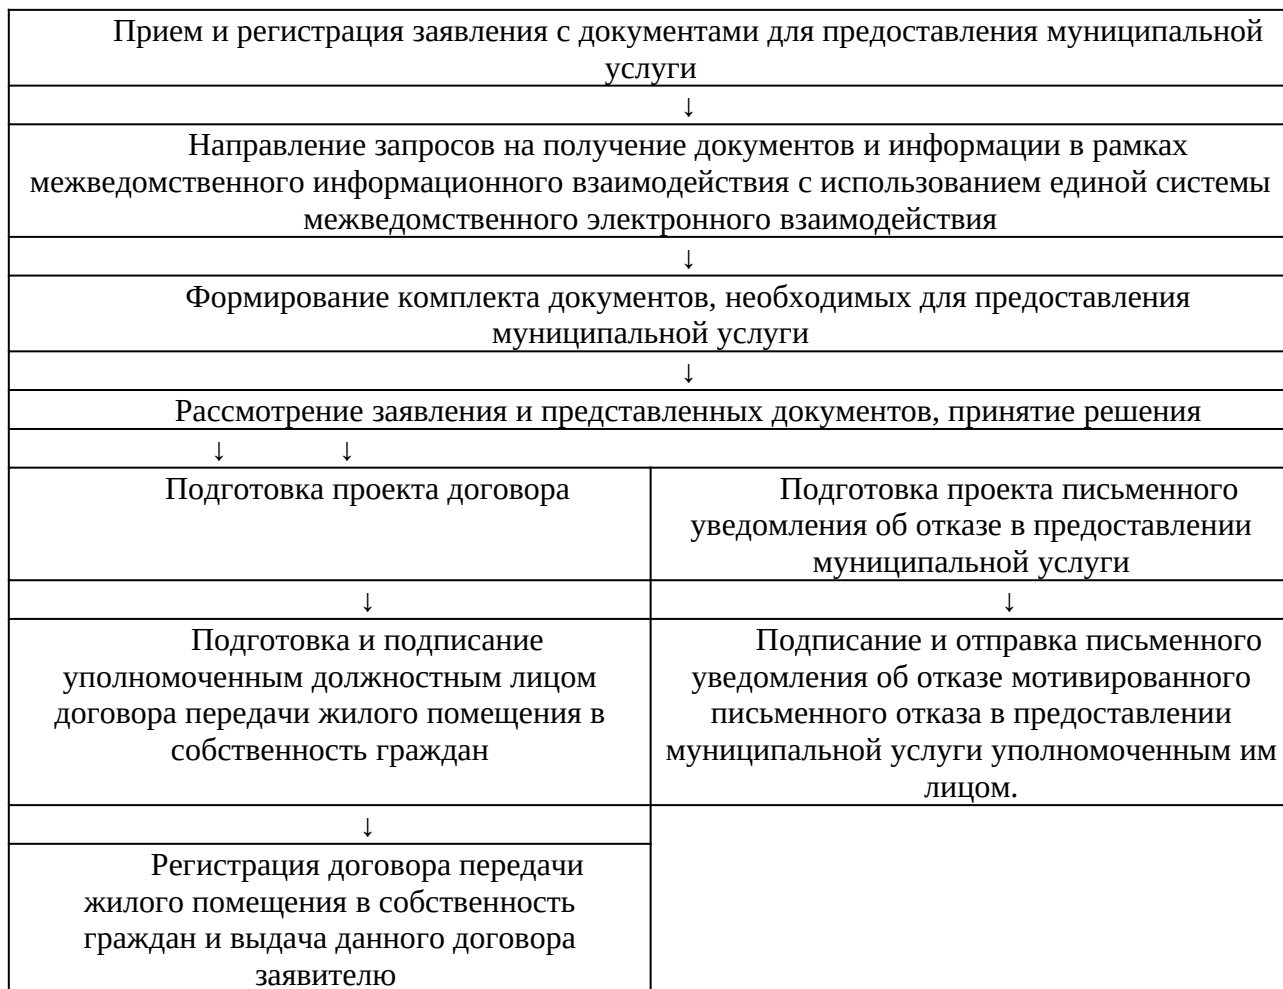 Прием и регистрация заявления с документами для предоставления муниципальной
услуги
↓
Направление запросов на получение документов и информации в рамках
межведомственного информационного взаимодействия с использованием единой системы
межведомственного электронного взаимодействия
↓
Формирование комплекта документов, необходимых для предоставления
муниципальной услуги
↓
Рассмотрение заявления и представленных документов, принятие решения
↓ ↓
Подготовка проекта договора
Подготовка проекта письменного
уведомления об отказе в предоставлении
муниципальной услуги
↓
↓
Подготовка и подписание
уполномоченным должностным лицом
договора передачи жилого помещения в
собственность граждан
Подписание и отправка письменного
уведомления об отказе мотивированного
письменного отказа в предоставлении
муниципальной услуги уполномоченным им
лицом.
↓
Регистрация договора передачи
жилого помещения в собственность
граждан и выдача данного договора
заявителю